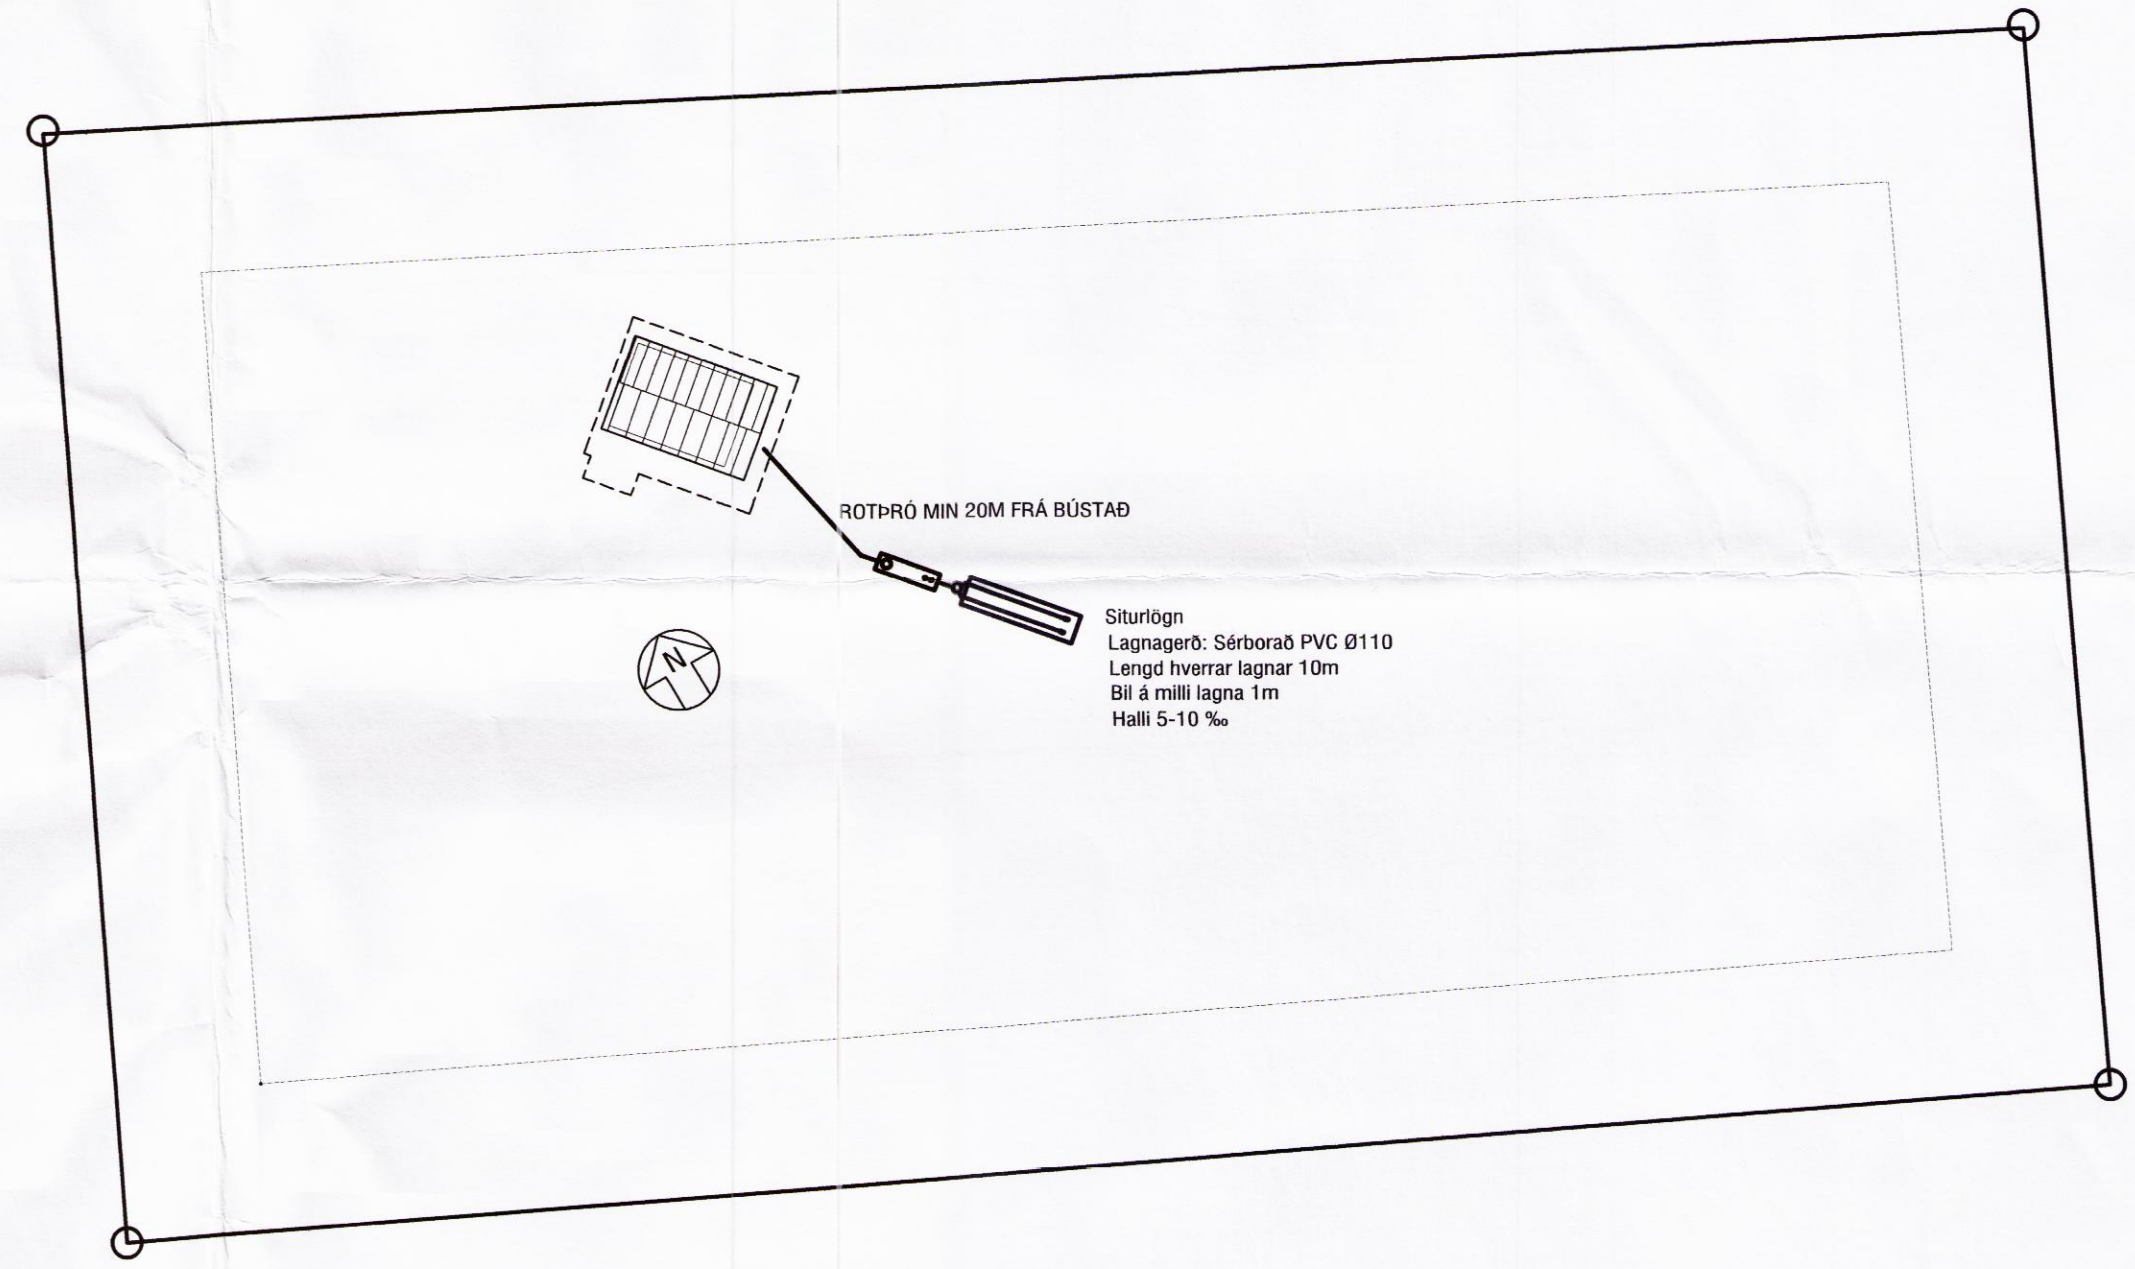 ROTÞRÓ MIN 20M FRÁ BÚSTAÐ
Siturlögn
Lagnagerð: Sérborað PVC Ø110
Lengd hverrar lagnar 10m
Bil á milli lagna 1m
Halli 5-10 ‰
N